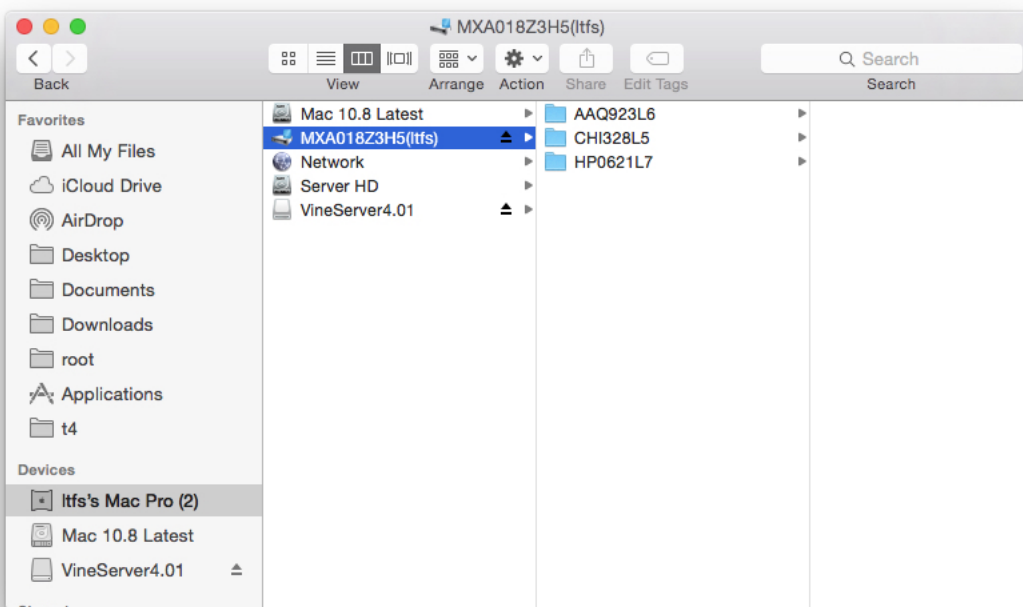 MXA018Z3H5(ltfs)
Back
View
Arrange
Action
Share
Edit Tags
Search
Search
Favorites
All My Files
iCloud Drive
AirDrop
Desktop
Documents
Downloads
root
Applications
t4
Devices
ltfs's Mac Pro (2)
Mac 10.8 Latest
VineServer4.01
Mac 10.8 Latest
MXA018Z3H5(ltfs)
Network
Server HD
VineServer4.01
AAQ923L6
CHI328L5
HP0621L7